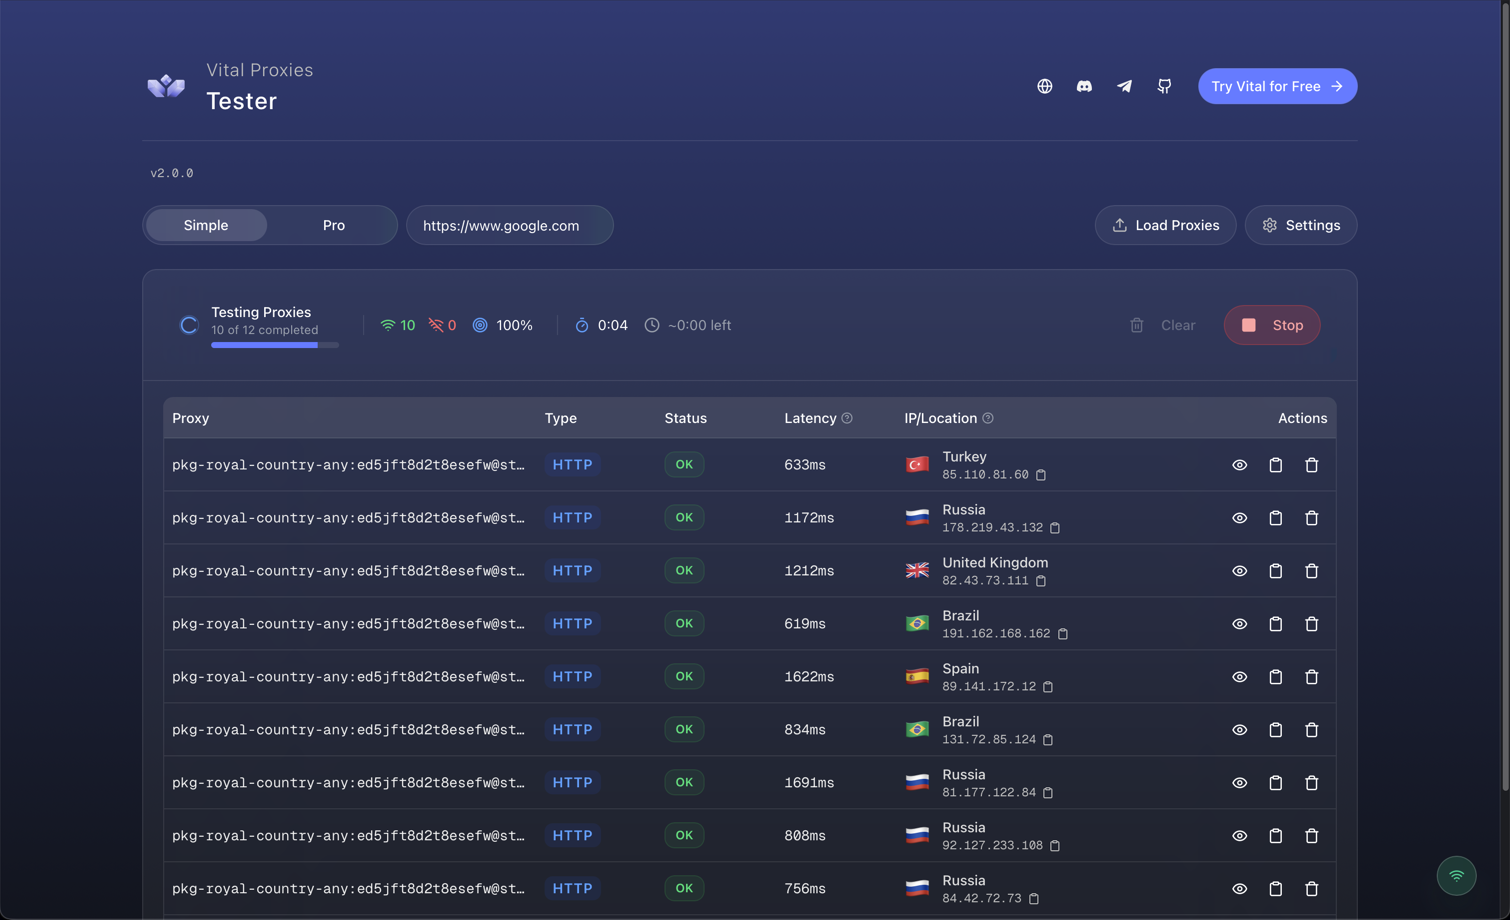 Vital Proxies
Tester
Try Vital for Free
v2.0.0
Simple
Pro
https://www.google.com
Load Proxies
Settings
Testing Proxies
10 of 12 completed
10
0
100%
0:04
~0:00 left
Clear
Stop
Proxy Type Status Latency IP/Location Actions
pkg-royal-country-any:ed5jft8d2t8esefw@st… HTTP OK 633ms Turkey
85.110.81.60
pkg-royal-country-any:ed5jft8d2t8esefw@st… HTTP OK 1172ms Russia
178.219.43.132
pkg-royal-country-any:ed5jft8d2t8esefw@st… HTTP OK 1212ms United Kingdom
82.43.73.111
pkg-royal-country-any:ed5jft8d2t8esefw@st… HTTP OK 619ms Brazil
191.162.168.162
pkg-royal-country-any:ed5jft8d2t8esefw@st… HTTP OK 1622ms Spain
89.141.172.12
pkg-royal-country-any:ed5jft8d2t8esefw@st… HTTP OK 834ms Brazil
131.72.85.124
pkg-royal-country-any:ed5jft8d2t8esefw@st… HTTP OK 1691ms Russia
81.177.122.84
pkg-royal-country-any:ed5jft8d2t8esefw@st… HTTP OK 808ms Russia
92.127.233.108
pkg-royal-country-any:ed5jft8d2t8esefw@st… HTTP OK 756ms Russia
84.42.72.73